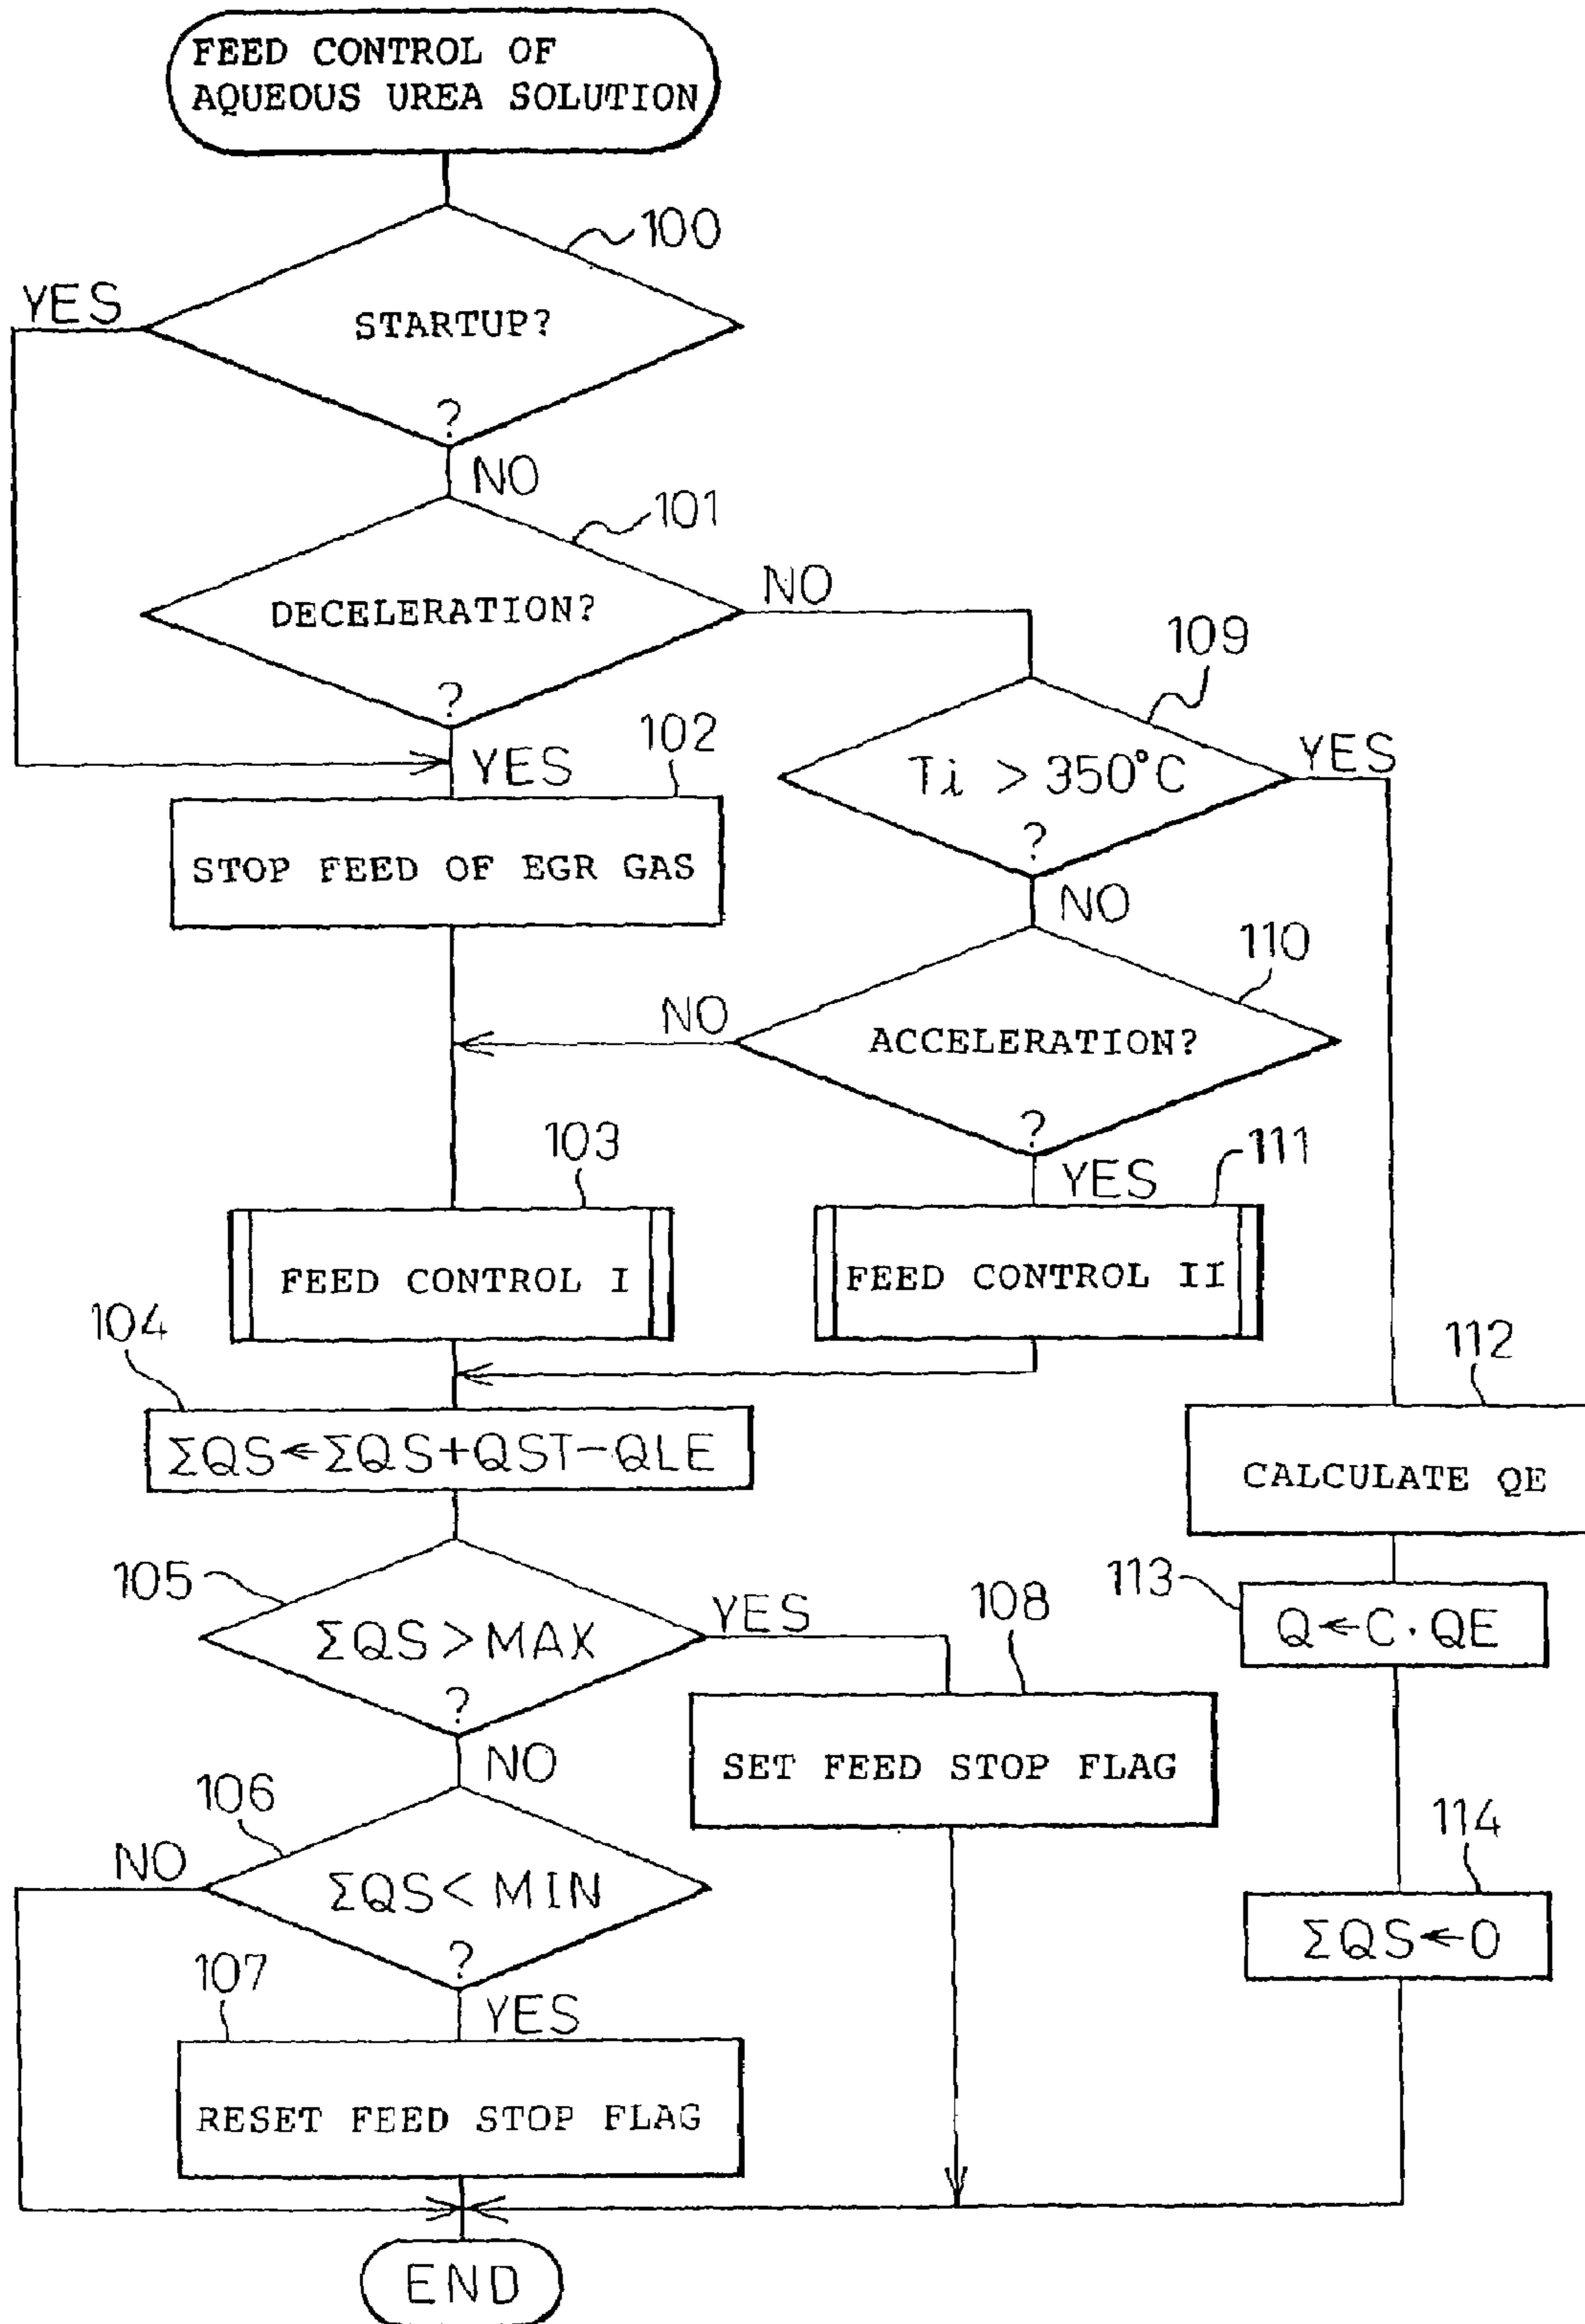 FEED CONTROL OF
AQUEOUS UREA SOLUTION
100
YES
STARTUP?
?
NO
101
DECELERATION?
NO
?
109
YES
102
Ti > 350°C
YES
?
STOP FEED OF EGR GAS
NO
110
NO
ACCELERATION?
?
103
YES
111
FEED CONTROL I
FEED CONTROL II
104
112
ΣQS←ΣQS+QST−QLE
CALCULATE QE
105
113
ΣQS>MAX
YES
108
Q←C·QE
?
NO
SET FEED STOP FLAG
106
114
NO
ΣQS<MIN
ΣQS←0
?
107
YES
RESET FEED STOP FLAG
END